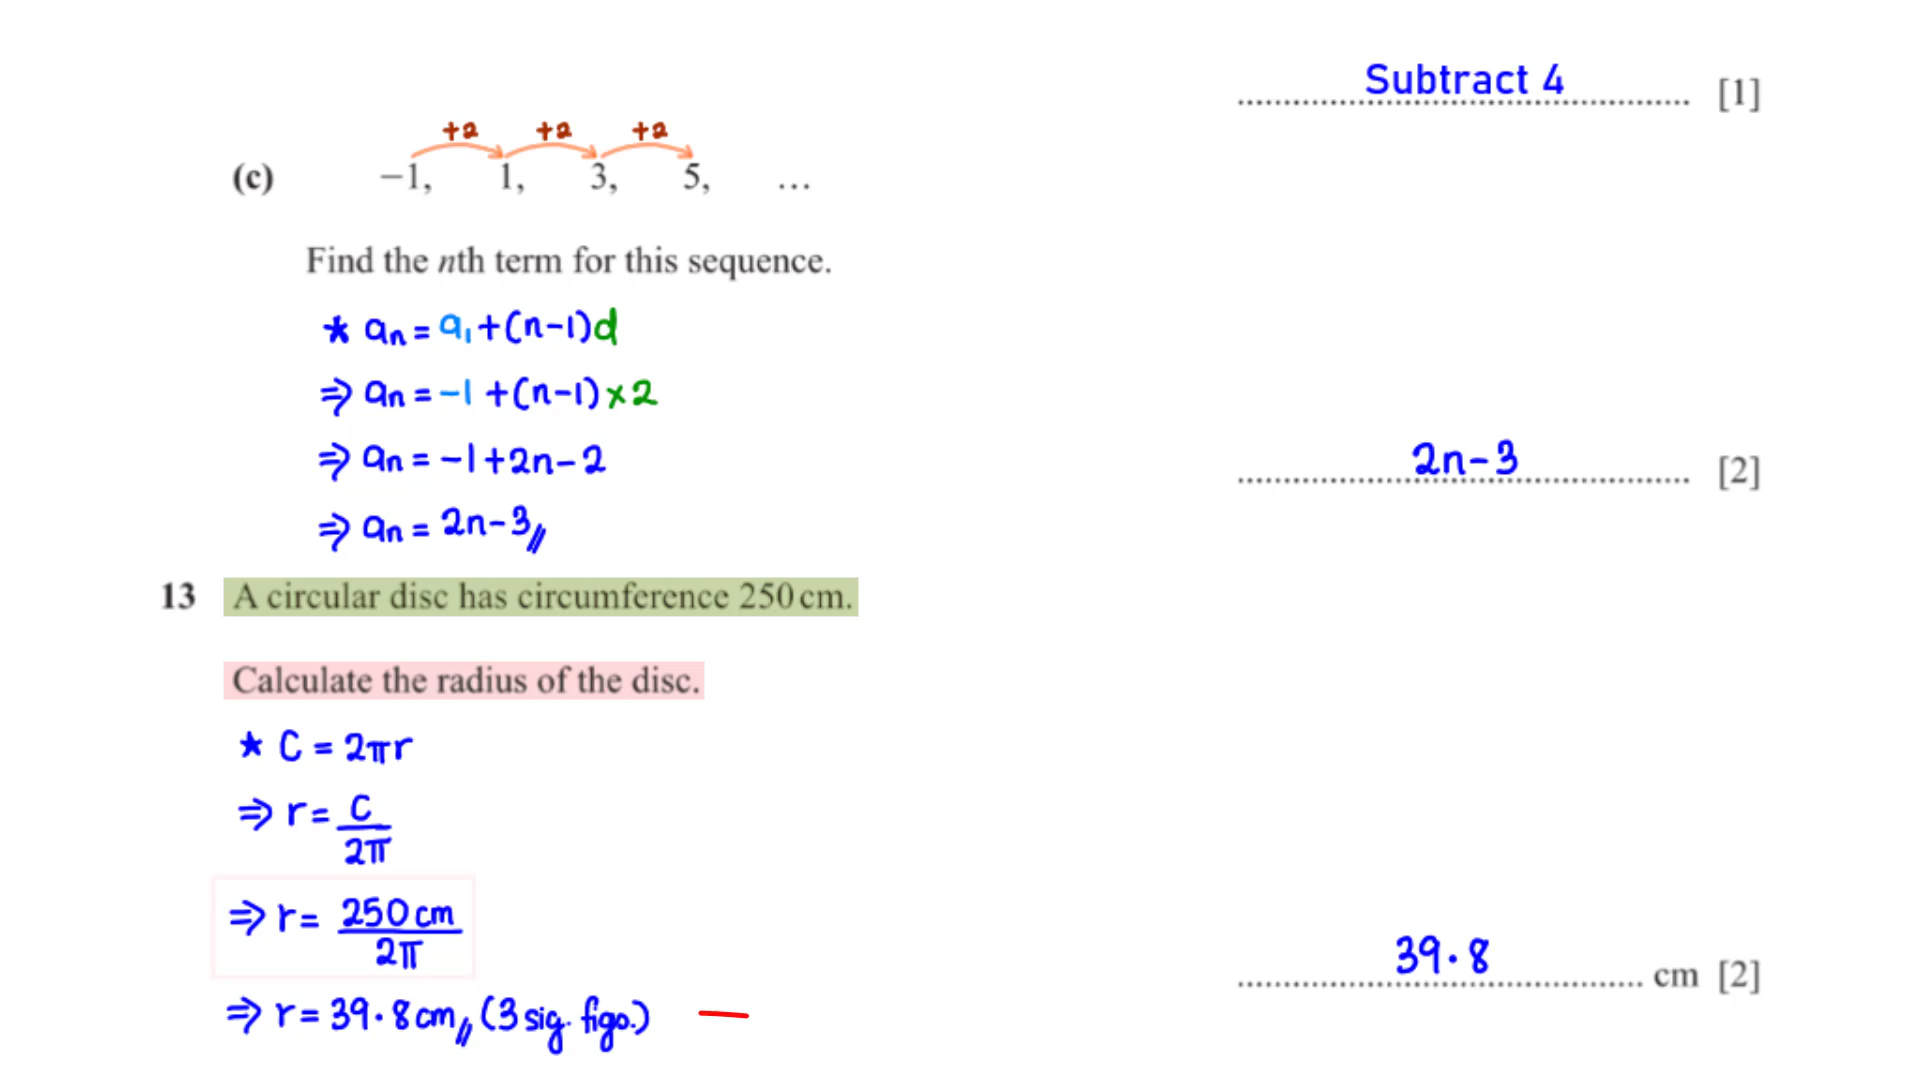 Subtract 4 [1]
+2 +2 +2
(c) −1, 1, 3, 5, ...
Find the nth term for this sequence.
* an = a1 + (n-1)d
⇒ an = -1 + (n-1) × 2
⇒ an = -1 + 2n - 2
2n-3 [2]
⇒ an = 2n-3//
13 A circular disc has circumference 250 cm.
Calculate the radius of the disc.
* C = 2πr
⇒ r = C/2π
⇒ r = 250cm/2π
39.8 cm [2]
⇒ r = 39.8cm// (3 sig. figs.)